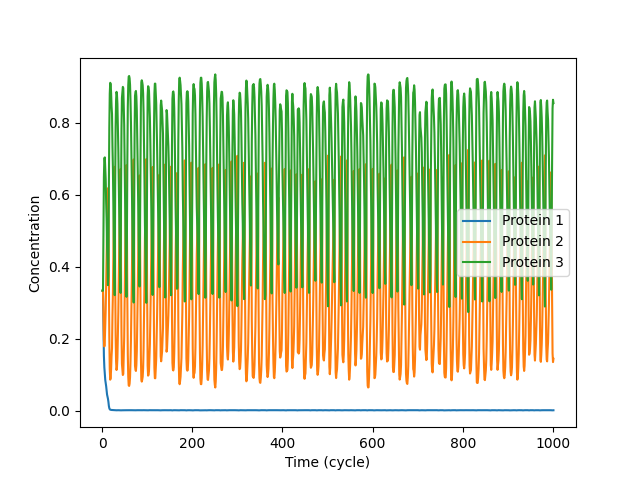 Concentration
0.8
0.6
0.4
0.2
0.0
Protein 1
Protein 2
Protein 3
0 200 400 600 800 1000
Time (cycle)